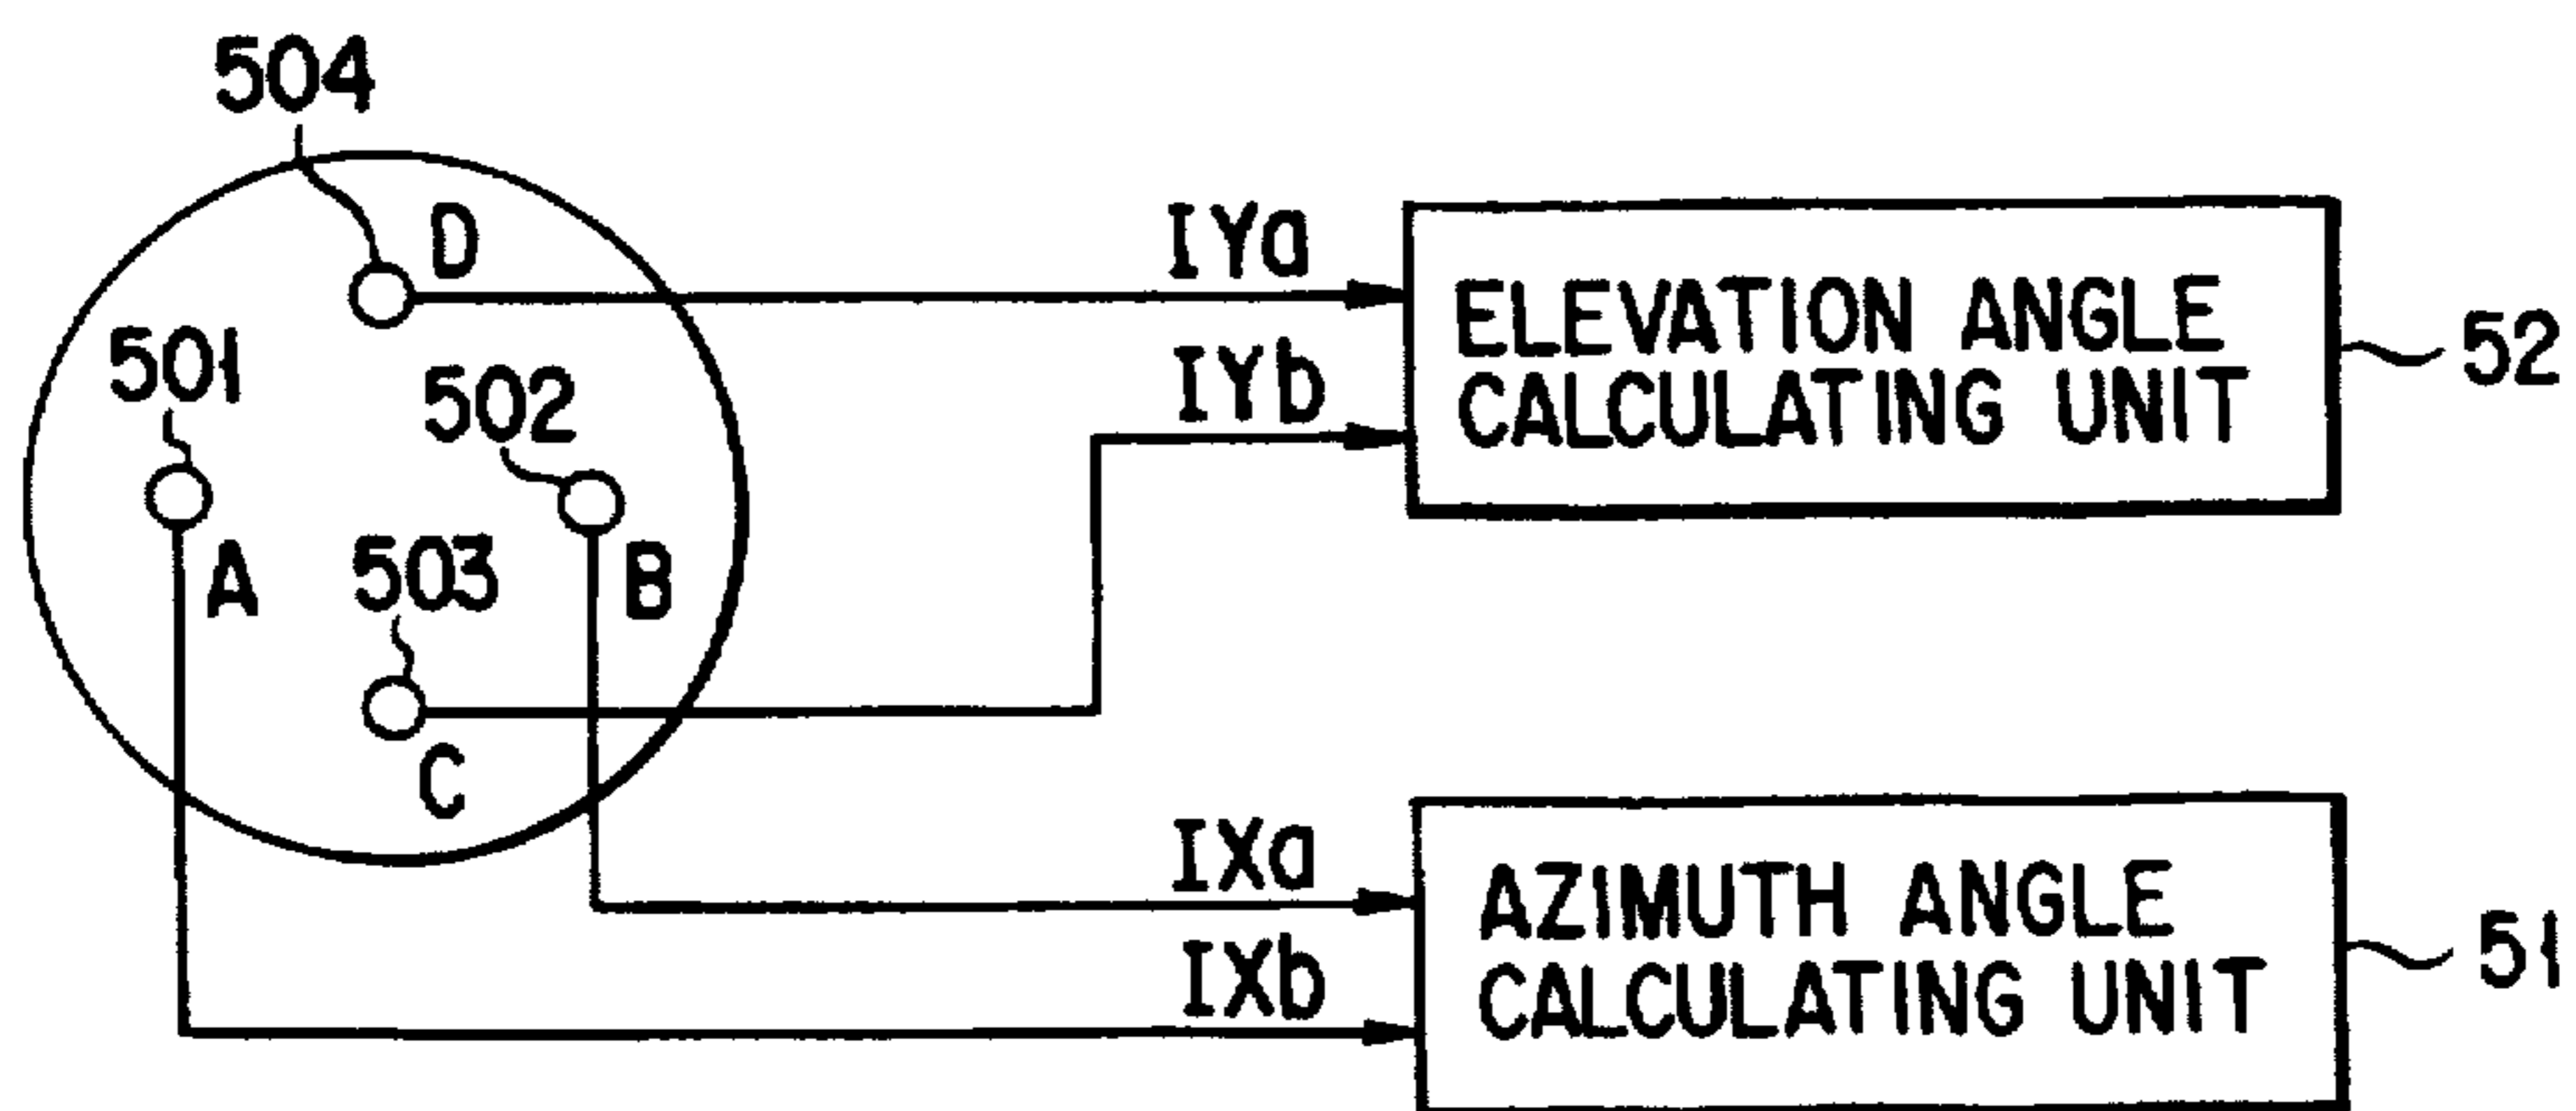 504
D
IYa
ELEVATION ANGLE
CALCULATING UNIT
52
IYb
501
502
A
503
B
C
IXa
AZIMUTH ANGLE
CALCULATING UNIT
51
IXb